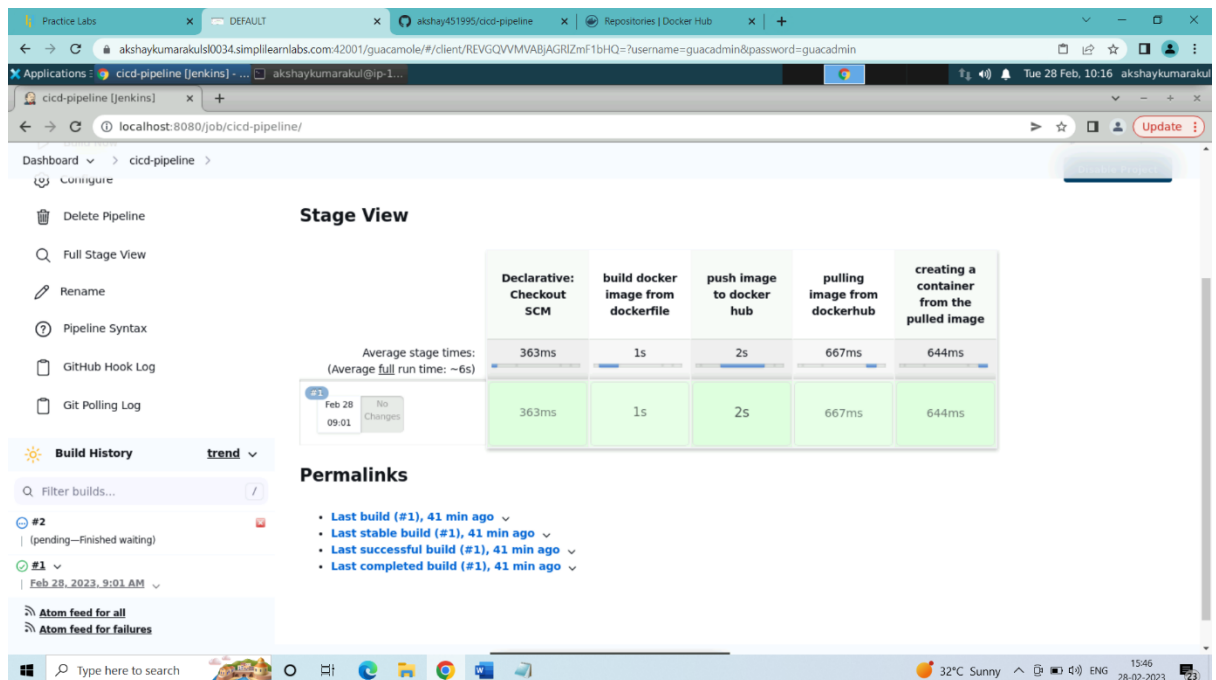 Practice Labs
DEFAULT
akshay451995/cicd-pipeline
Repositories | Docker Hub
akshaykumarakulsl0034.simplilearnlabs.com:42001/guacamole/#/client/REVGQVVMVABjAGRlZmF1bHQ=?username=guacadmin&password=guacadmin
Applications
cicd-pipeline [Jenkins] - ...
akshaykumarakul@ip-1...
Tue 28 Feb, 10:16 akshaykumarakul
cicd-pipeline [Jenkins]
localhost:8080/job/cicd-pipeline/
Update
Dashboard
cicd-pipeline
Configure
Delete Pipeline
Full Stage View
Rename
Pipeline Syntax
GitHub Hook Log
Git Polling Log
Build History
trend
Filter builds...
/
#2
(pending—Finished waiting)
#1
Feb 28, 2023, 9:01 AM
Atom feed for all
Atom feed for failures
Stage View
Declarative:
Checkout
SCM
build docker
image from
dockerfile
push image
to docker
hub
pulling
image from
dockerhub
creating a
container
from the
pulled image
Average stage times:
(Average full run time: ~6s)
363ms
1s
2s
667ms
644ms
#1
Feb 28
09:01
No
Changes
363ms
1s
2s
667ms
644ms
Permalinks
Last build (#1), 41 min ago
Last stable build (#1), 41 min ago
Last successful build (#1), 41 min ago
Last completed build (#1), 41 min ago
Type here to search
32°C Sunny
ENG
15:46
28-02-2023
23